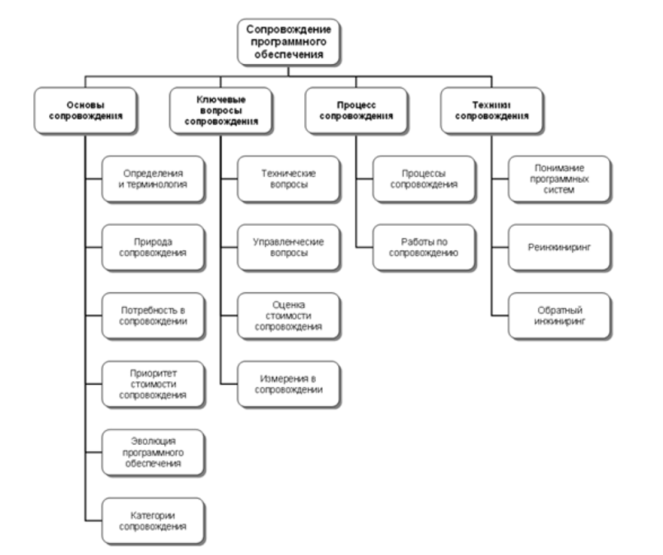 Сопровождение
программного
обеспечения
Основы
сопровождения
Ключевые
вопросы
сопровождения
Процесс
сопровождения
Техники
сопровождения
Определения
и терминология
Природа
сопровождения
Потребность в
сопровождении
Приоритет
стоимости
сопровождения
Эволюция
программного
обеспечения
Категории
сопровождения
Технические
вопросы
Управленческие
вопросы
Оценка
стоимости
сопровождения
Измерения в
сопровождении
Процессы
сопровождения
Работы по
сопровождению
Понимание
программных
систем
Реинжиниринг
Обратный
инжиниринг